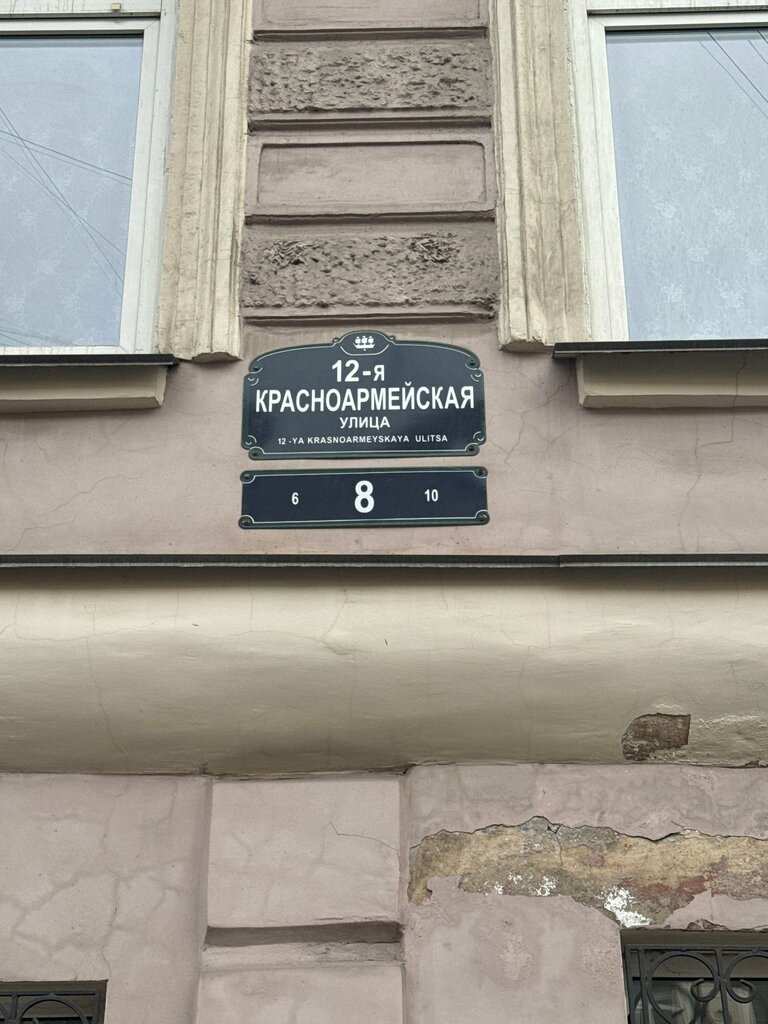 12-я
КРАСНОАРМЕЙСКАЯ
УЛИЦА
12-YA KRASNOARMEYSKAYA ULITSA
6 8 10